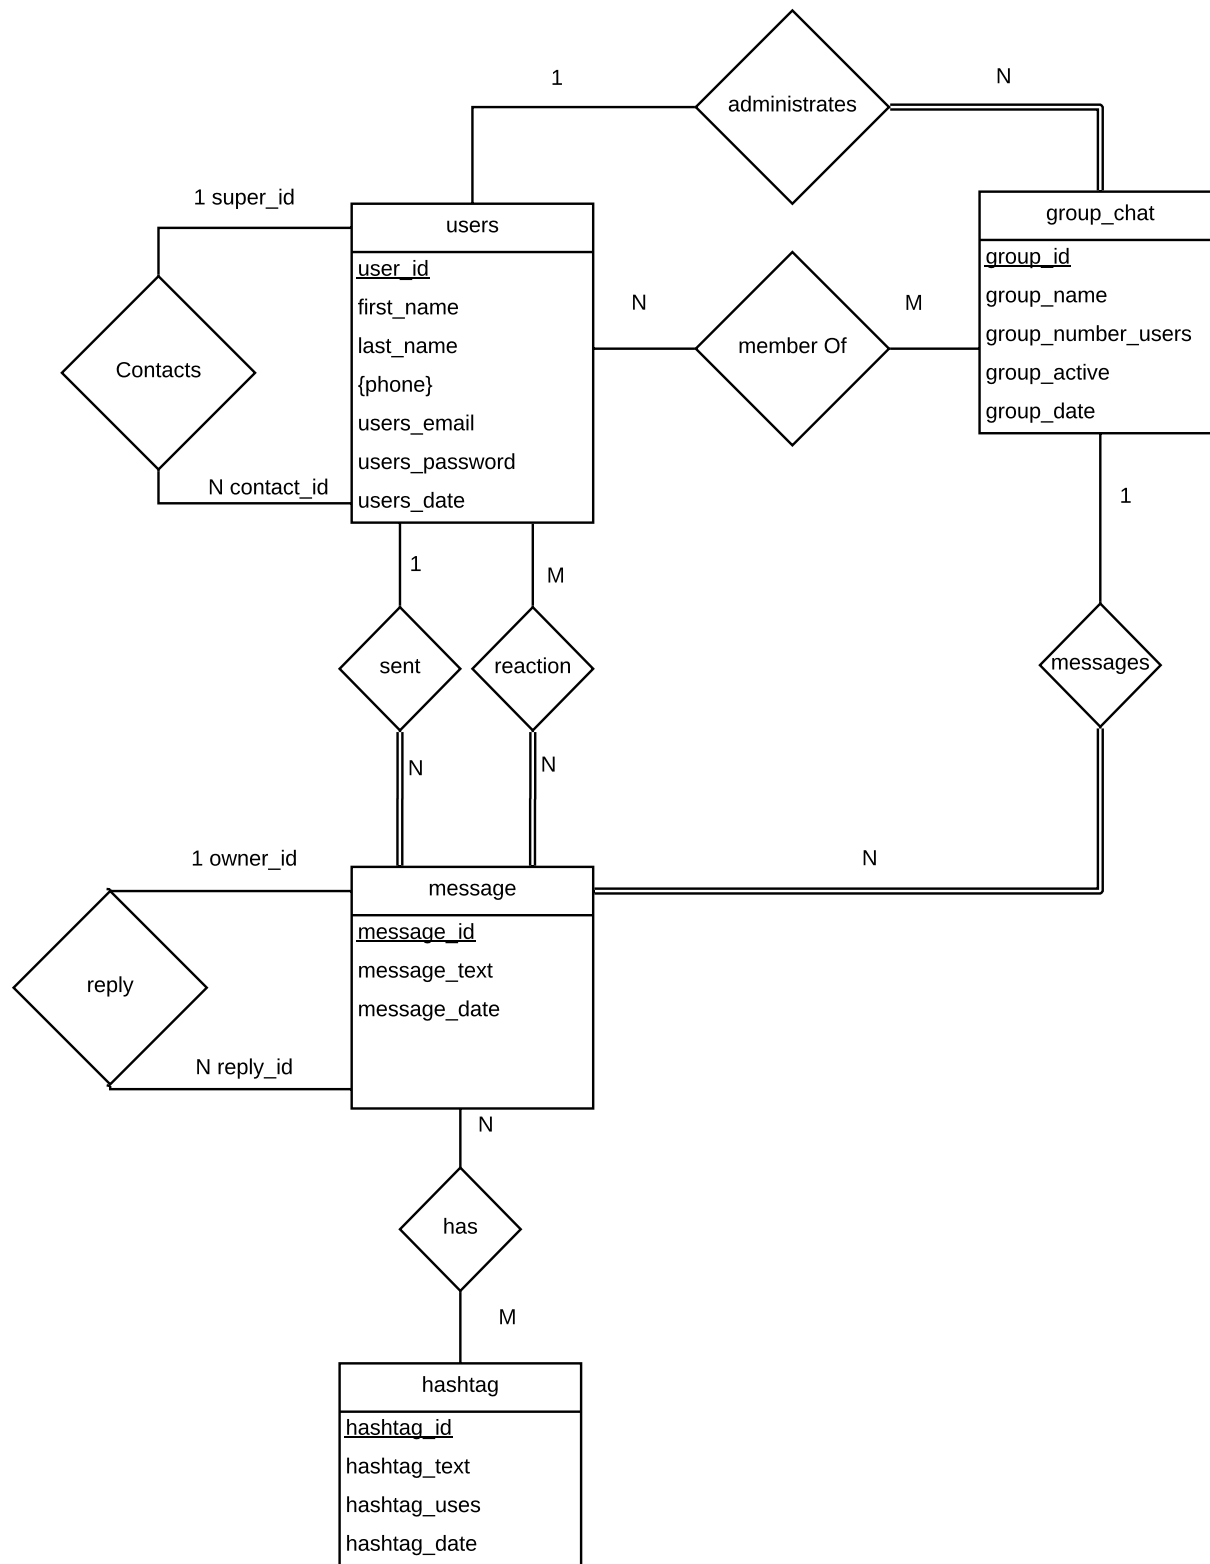 1
N
administrates
1 super_id
users
user_id
first_name
last_name
{phone}
users_email
users_password
users_date
group_chat
group_id
group_name
group_number_users
group_active
group_date
N
M
member Of
Contacts
N contact_id
1
M
1
sent
reaction
messages
N
N
1 owner_id
N
message
message_id
message_text
message_date
reply
N reply_id
N
has
M
hashtag
hashtag_id
hashtag_text
hashtag_uses
hashtag_date